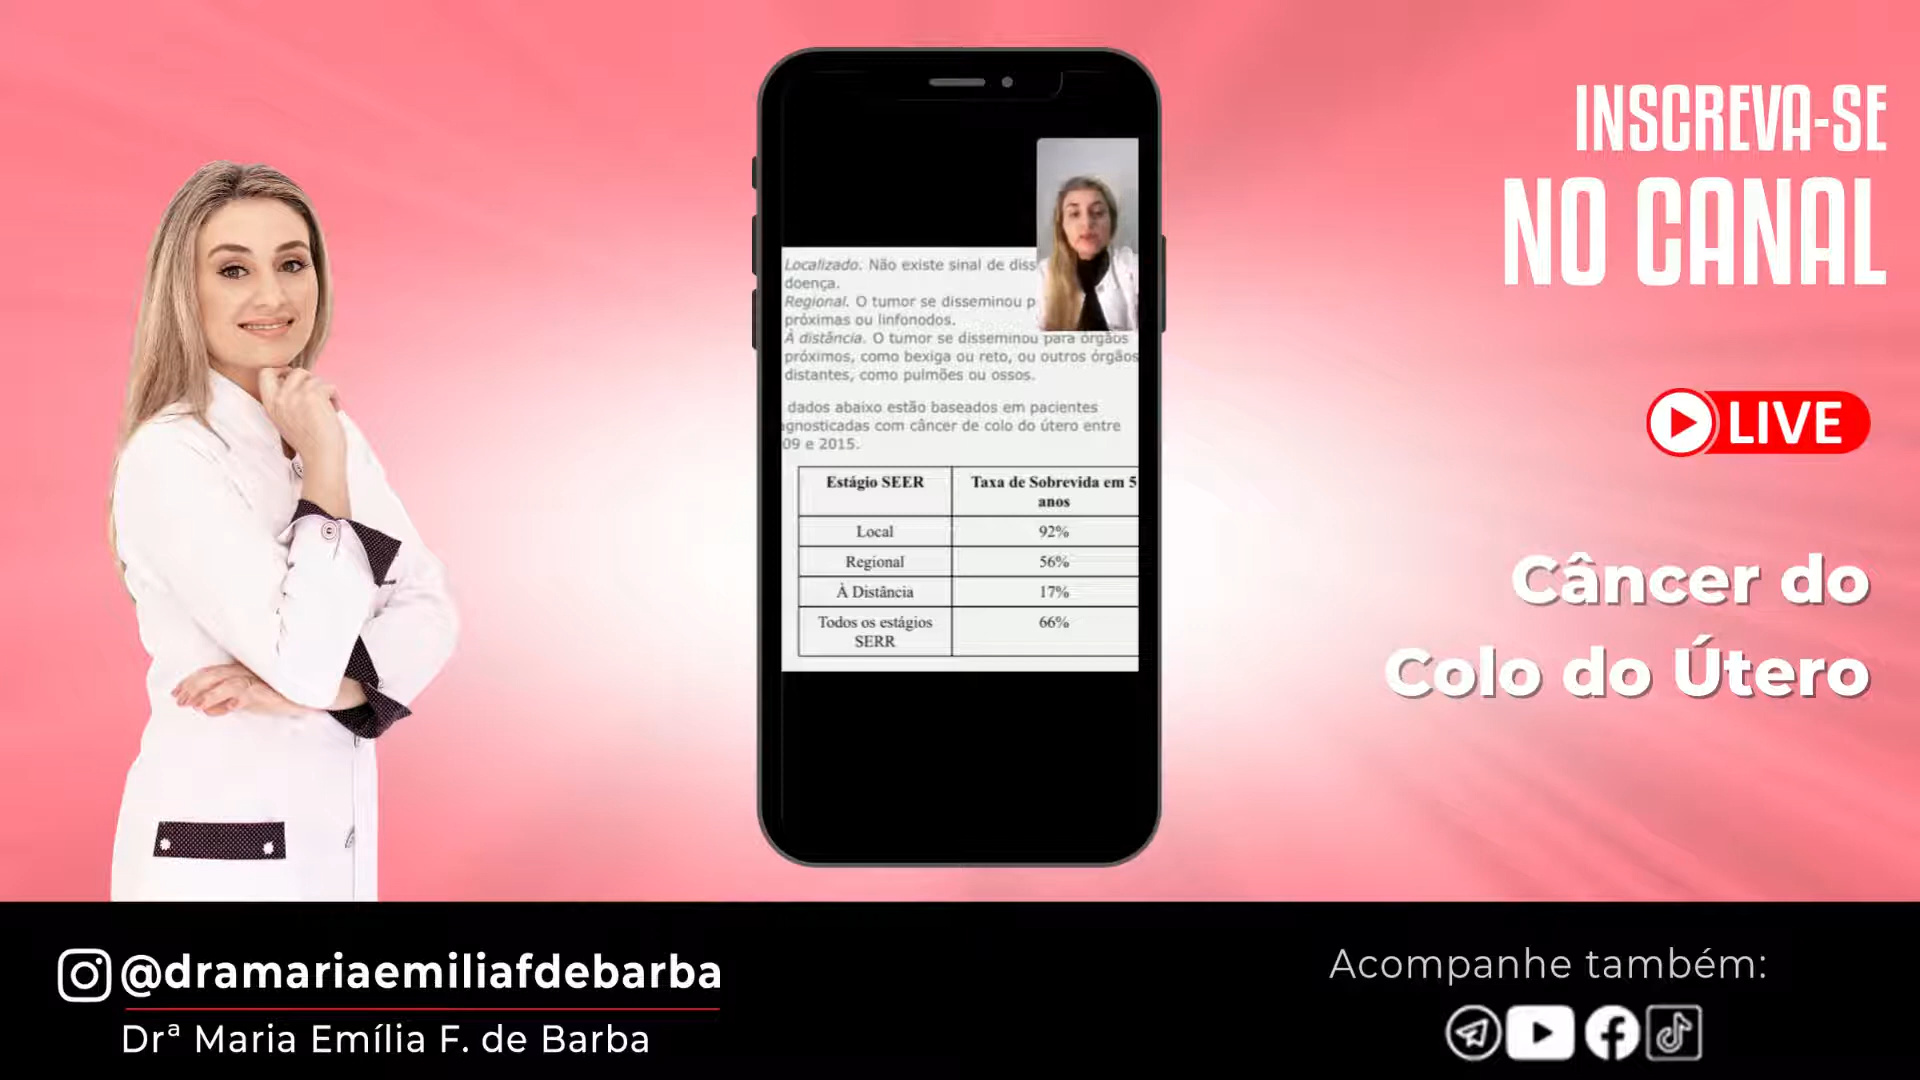 INSCREVA-SE
NO CANAL
LIVE
Câncer do
Colo do Útero
Localizado. Não existe sinal de
doença.
Regional. O tumor se disseminou
próximas ou linfonodos.
À distância. O tumor se disseminou para órgãos
próximos, como bexiga ou reto, ou outros órgãos
distantes, como pulmões ou ossos.
dados abaixo estão baseados em pacientes
gnosticadas com câncer de colo do útero entre
09 e 2015.
Estágio SEER Taxa de Sobrevida em 5
anos
Local 92%
Regional 56%
À Distância 17%
Todos os estágios 66%
SERR
@dramariaemiliafdebarba
Drª Maria Emília F. de Barba
Acompanhe também: